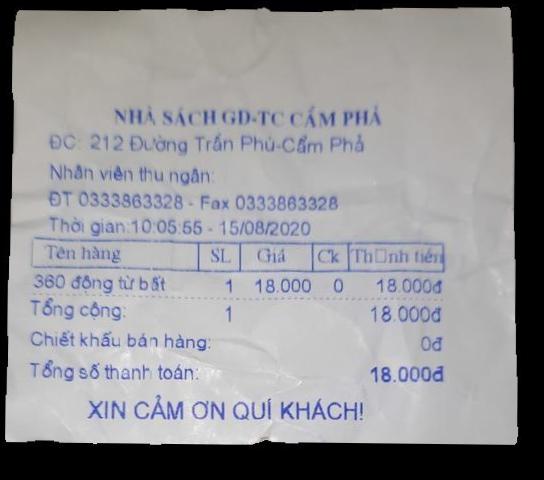 NHÀ SÁCH GD-TC CẨM PHẢ
ĐC: 212 Đường Trần Phú-Cẩm Phả
Nhân viên thu ngân:
ĐT 0333863328 - Fax 0333863328
Thời gian:10:05:55 - 15/08/2020
Tên hàng SL Giá Ck Th□nh tiền
360 động từ bất 1 18.000 0 18.000đ
Tổng cộng: 1 18.000đ
Chiết khấu bán hàng: 0đ
Tổng số thanh toán: 18.000đ
XIN CẢM ƠN QUÍ KHÁCH!